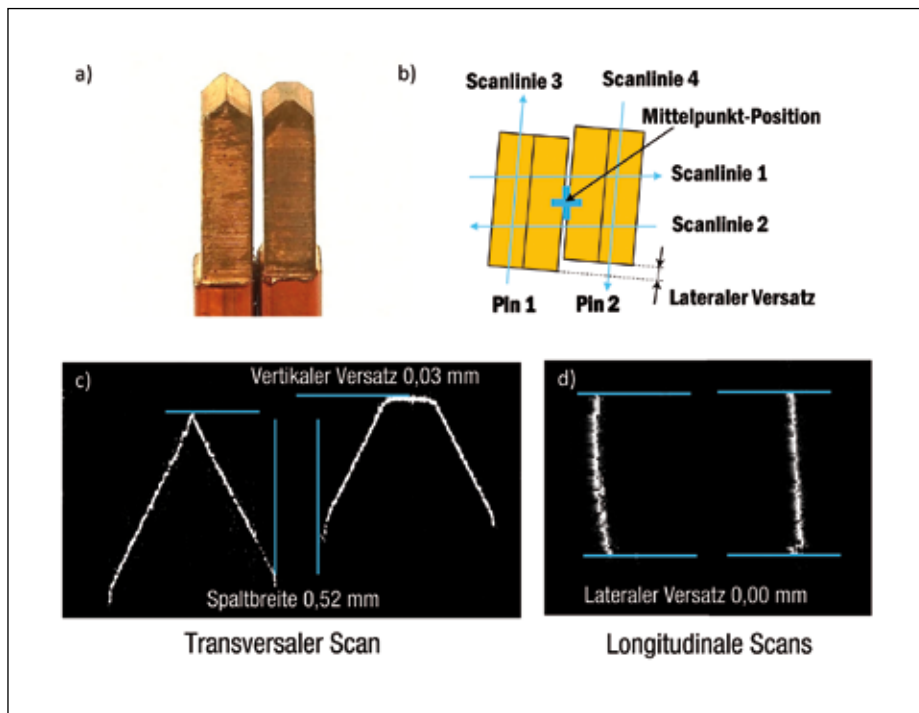 a)
b)
Scanlinie 3
Scanlinie 4
Mittelpunkt-Position
Scanlinie 1
Scanlinie 2
Pin 1
Pin 2
Lateraler Versatz
c)
Vertikaler Versatz 0,03 mm
Spaltbreite 0,52 mm
d)
Lateraler Versatz 0,00 mm
Transversaler Scan
Longitudinale Scans